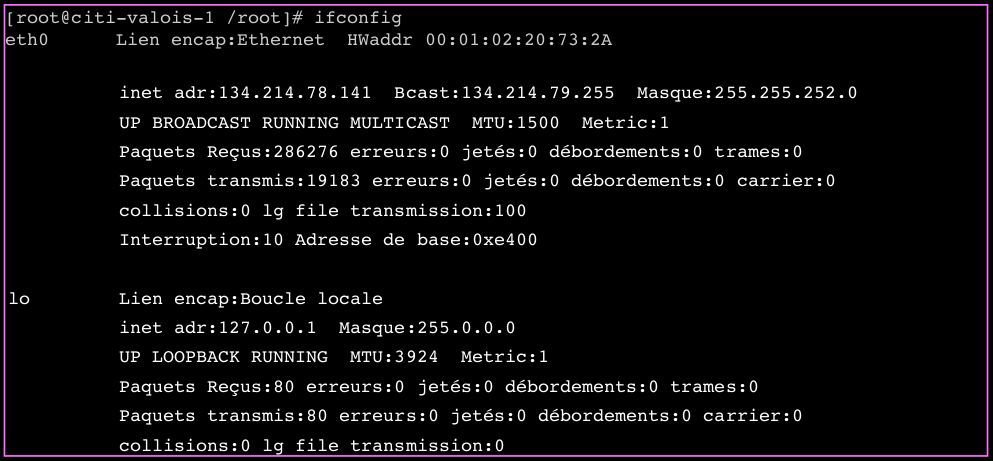 [root@citi-valois-1 /root]# ifconfig
eth0      Lien encap:Ethernet  HWaddr 00:01:02:20:73:2A
inet adr:134.214.78.141  Bcast:134.214.79.255  Masque:255.255.252.0
UP BROADCAST RUNNING MULTICAST  MTU:1500  Metric:1
Paquets Reçus:286276 erreurs:0 jetés:0 débordements:0 trames:0
Paquets transmis:19183 erreurs:0 jetés:0 débordements:0 carrier:0
collisions:0 lg file transmission:100
Interruption:10 Adresse de base:0xe400
lo        Lien encap:Boucle locale
inet adr:127.0.0.1  Masque:255.0.0.0
UP LOOPBACK RUNNING  MTU:3924  Metric:1
Paquets Reçus:80 erreurs:0 jetés:0 débordements:0 trames:0
Paquets transmis:80 erreurs:0 jetés:0 débordements:0 carrier:0
collisions:0 lg file transmission:0